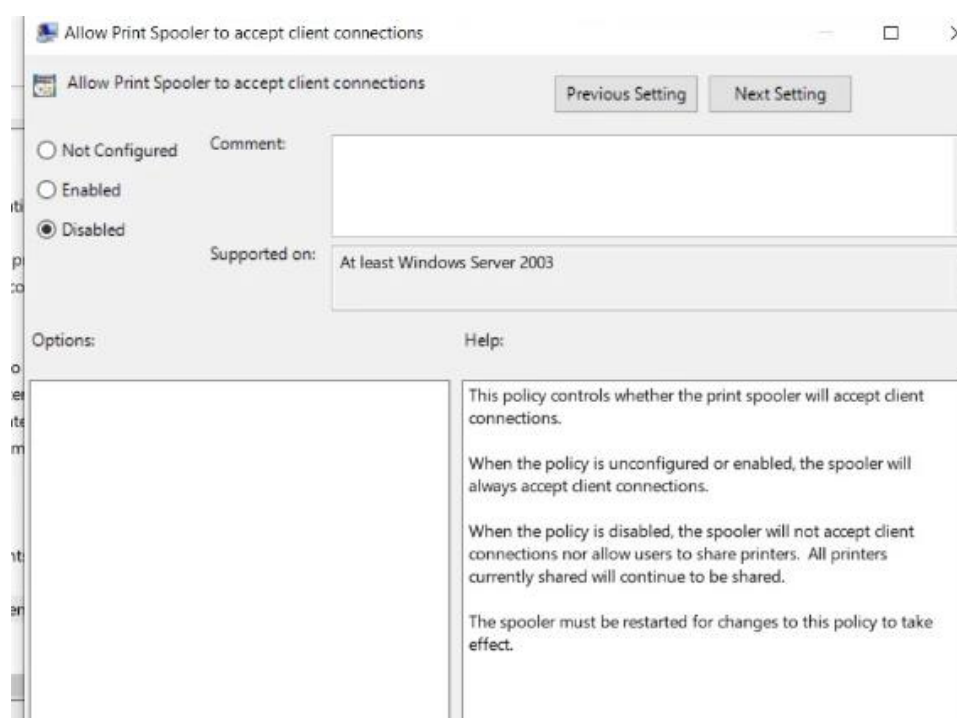 Allow Print Spooler to accept client connections
Allow Print Spooler to accept client connections
Previous Setting
Next Setting
Not Configured
Comment:
Enabled
Disabled
Supported on:
At least Windows Server 2003
Options:
Help:
This policy controls whether the print spooler will accept client
connections.
When the policy is unconfigured or enabled, the spooler will
always accept client connections.
When the policy is disabled, the spooler will not accept client
connections nor allow users to share printers. All printers
currently shared will continue to be shared.
The spooler must be restarted for changes to this policy to take
effect.